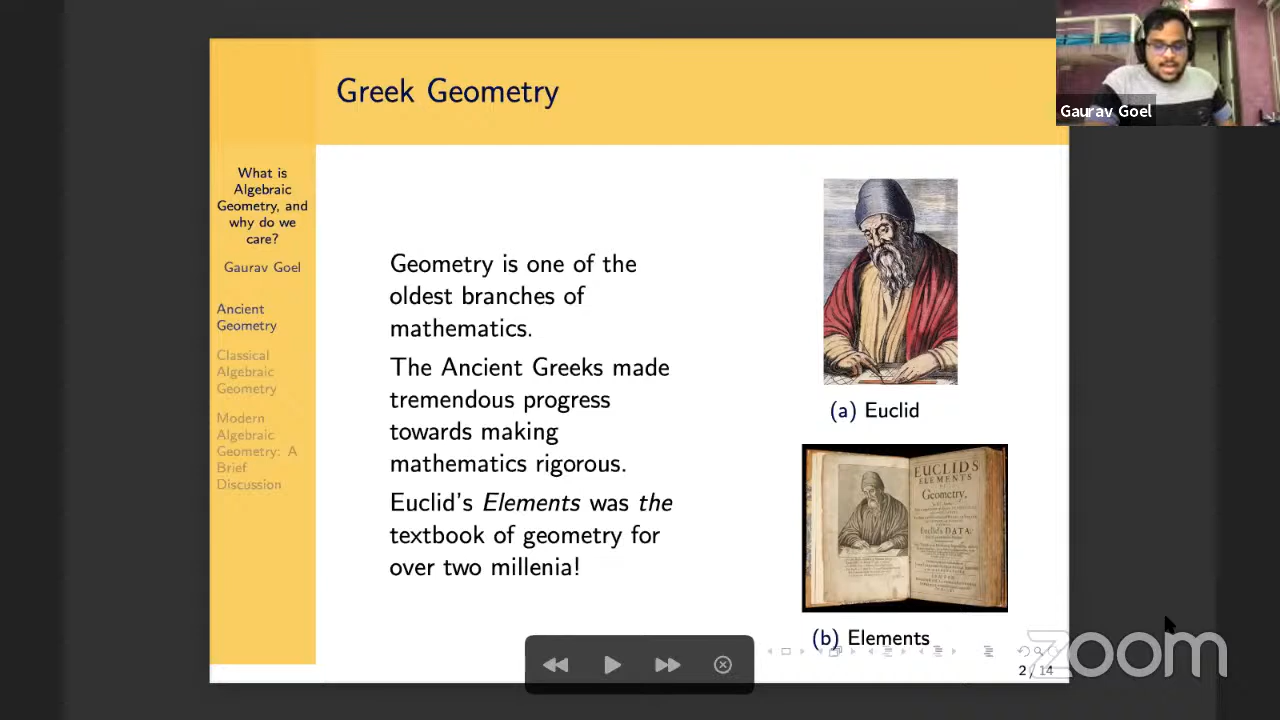 Greek Geometry
Gaurav Goel
What is
Algebraic
Geometry, and
why do we
care?
Gaurav Goel
Ancient
Geometry
Classical
Algebraic
Geometry
Modern
Algebraic
Geometry: A
Brief
Discussion
Geometry is one of the
oldest branches of
mathematics.
The Ancient Greeks made
tremendous progress
towards making
mathematics rigorous.
Euclid's Elements was the
textbook of geometry for
over two millenia!
(a) Euclid
EUCLIDS
ELEMENTS
Geometry,
Euclid's DATA
(b) Elements
2 / 14
zoom